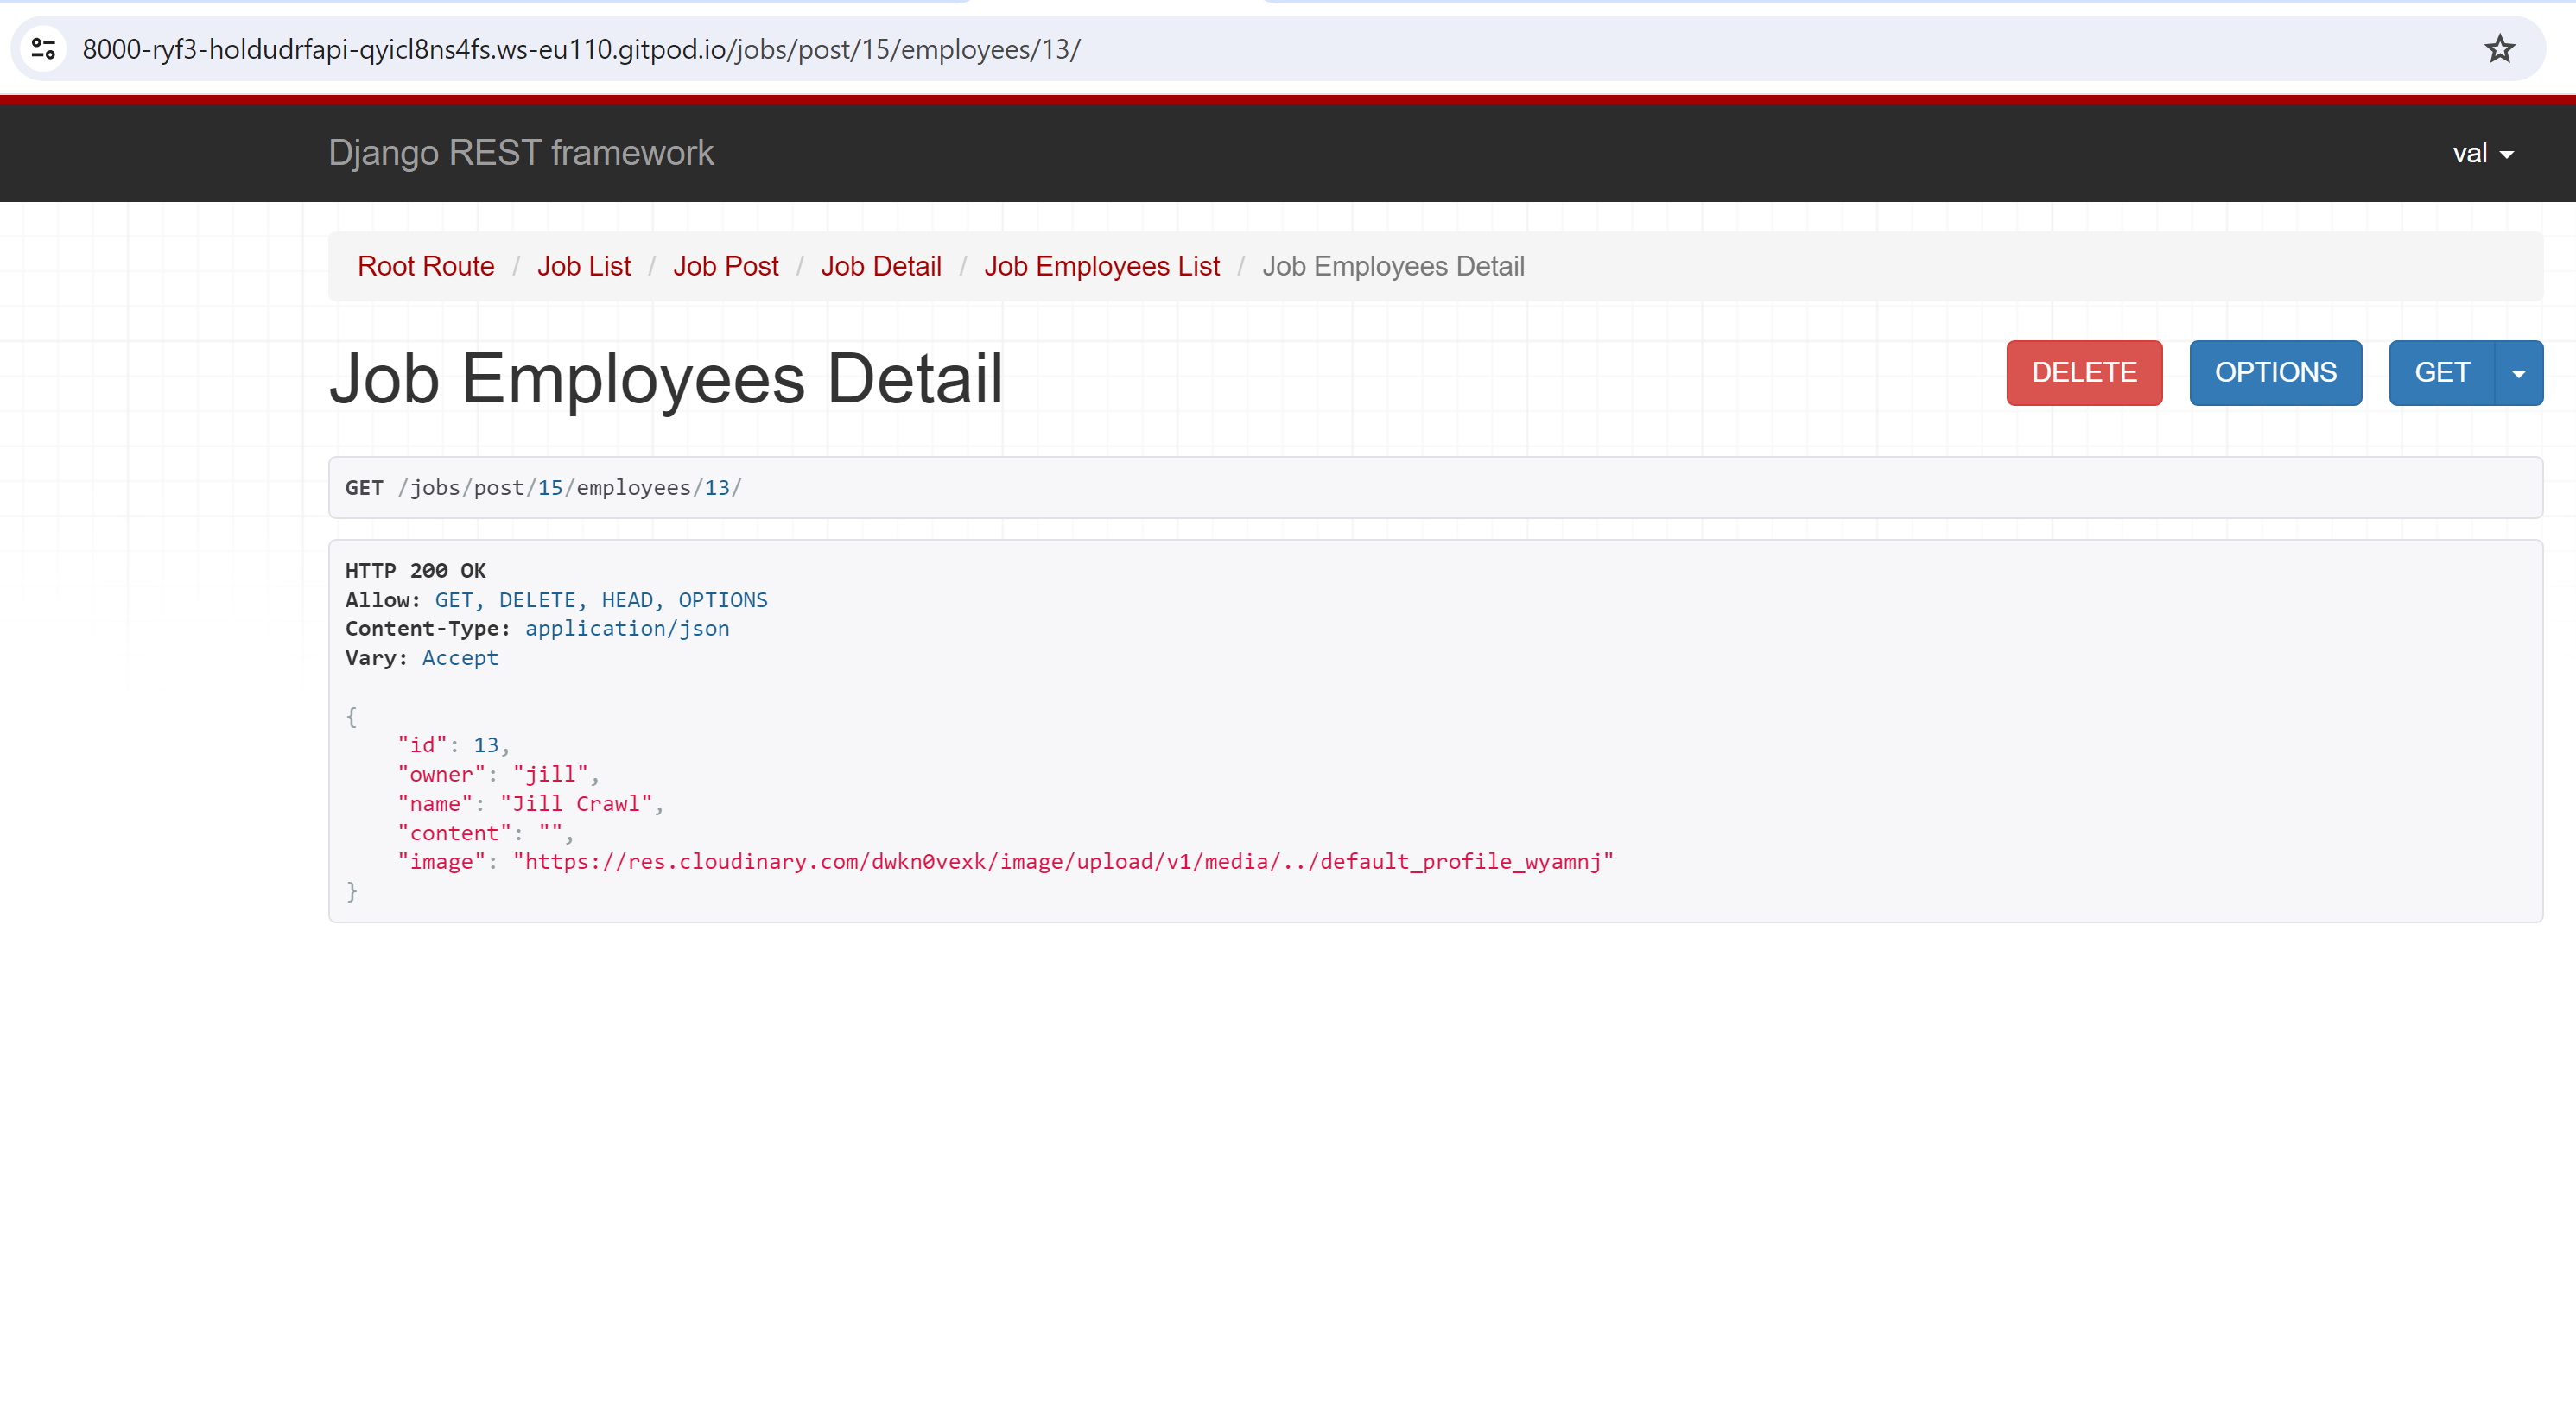 8000-ryf3-holdudrfapi-qyicl8ns4fs.ws-eu110.gitpod.io/jobs/post/15/employees/13/
Django REST framework
val
Root Route / Job List / Job Post / Job Detail / Job Employees List / Job Employees Detail
Job Employees Detail
DELETE
OPTIONS
GET
GET /jobs/post/15/employees/13/
HTTP 200 OK
Allow: GET, DELETE, HEAD, OPTIONS
Content-Type: application/json
Vary: Accept
{
"id": 13,
"owner": "jill",
"name": "Jill Crawl",
"content": "",
"image": "https://res.cloudinary.com/dwkn0vexk/image/upload/v1/media/../default_profile_wyamnj"
}